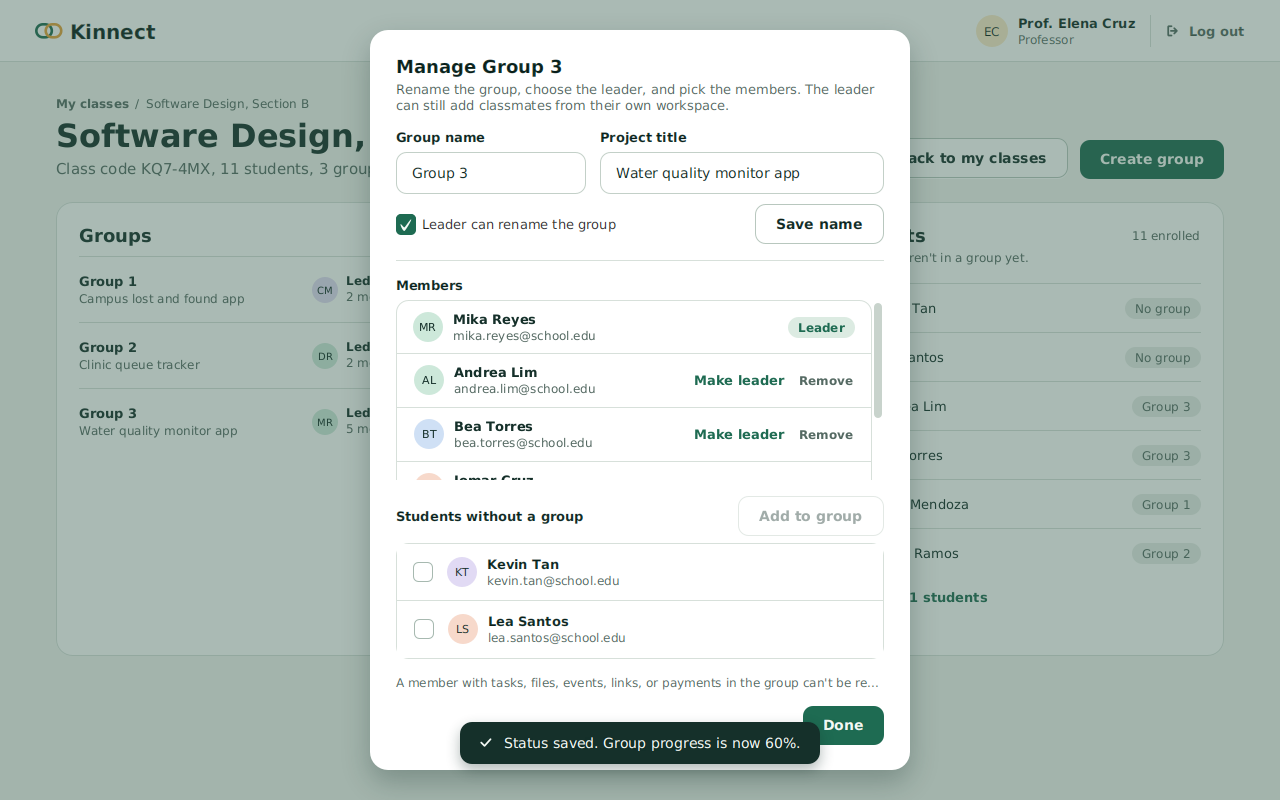 Kinnect
EC
Prof. Elena Cruz
Professor
Log out
My classes / Software Design, Section B
Software Design,
Class code KQ7-4MX, 11 students, 3
ack to my classes
Create group
Groups
Group 1
Campus lost and found app
CM
Led
2 m
Group 2
Clinic queue tracker
DR
Led
2 m
Group 3
Water quality monitor app
MR
Led
5 m
Manage Group 3
Rename the group, choose the leader, and pick the members. The leader
can still add classmates from their own workspace.
Group name
Project title
Group 3
Water quality monitor app
Leader can rename the group
Save name
Members
MR
Mika Reyes
mika.reyes@school.edu
Leader
AL
Andrea Lim
andrea.lim@school.edu
Make leader
Remove
BT
Bea Torres
bea.torres@school.edu
Make leader
Remove
Students without a group
Add to group
KT
Kevin Tan
kevin.tan@school.edu
LS
Lea Santos
lea.santos@school.edu
A member with tasks, files, events, links, or payments in the group can't be re...
Done
Status saved. Group progress is now 60%.
ts
11 enrolled
ren't in a group yet.
Tan
No group
antos
No group
a Lim
Group 3
orres
Group 3
Mendoza
Group 1
Ramos
Group 2
1 students